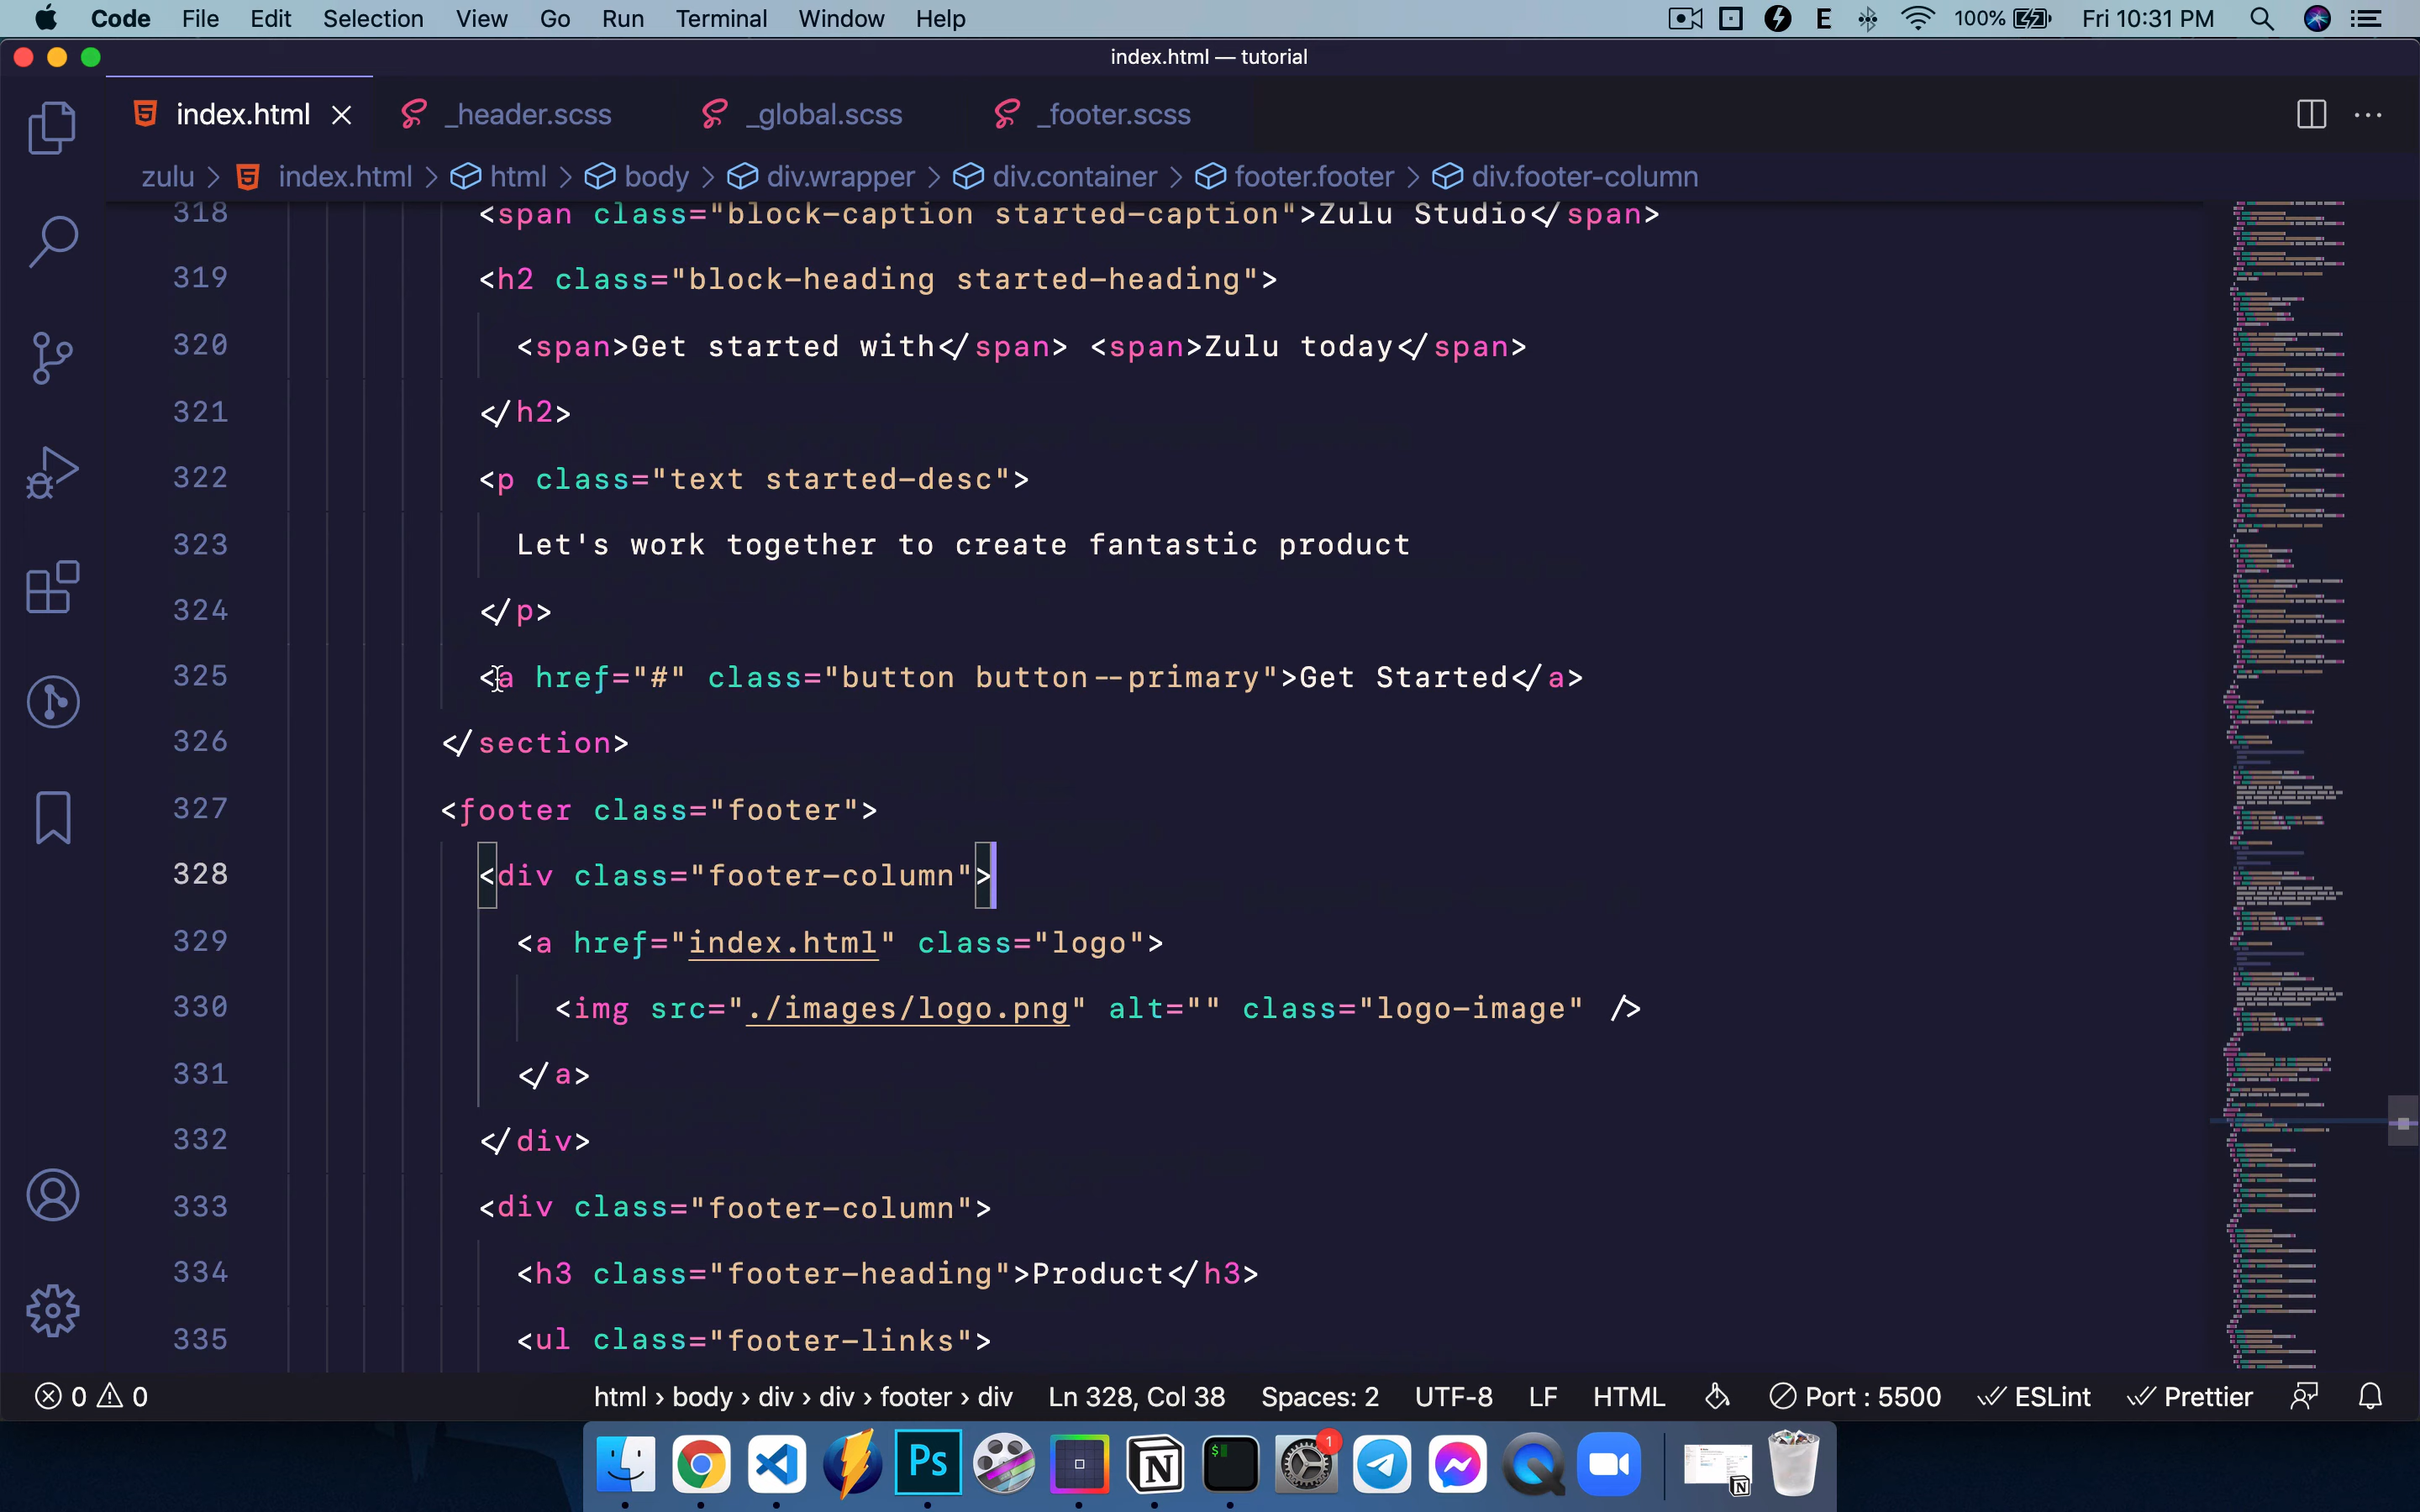 Code File Edit Selection View Go Run Terminal Window Help E 100% Fri 10:31 PM
index.html — tutorial
index.html _header.scss _global.scss _footer.scss
zulu > index.html > html > body > div.wrapper > div.container > footer.footer > div.footer-column
318 <span class="block-caption started-caption">Zulu Studio</span>
319 <h2 class="block-heading started-heading">
320 <span>Get started with</span> <span>Zulu today</span>
321 </h2>
322 <p class="text started-desc">
323 Let's work together to create fantastic product
324 </p>
325 <a href="#" class="button button--primary">Get Started</a>
326 </section>
327 <footer class="footer">
328 <div class="footer-column">
329 <a href="index.html" class="logo">
330 <img src="./images/logo.png" alt="" class="logo-image" />
331 </a>
332 </div>
333 <div class="footer-column">
334 <h3 class="footer-heading">Product</h3>
335 <ul class="footer-links">
0 0 html › body › div › div › footer › div Ln 328, Col 38 Spaces: 2 UTF-8 LF HTML Port : 5500 ESLint Prettier
Ps N $ 1 N